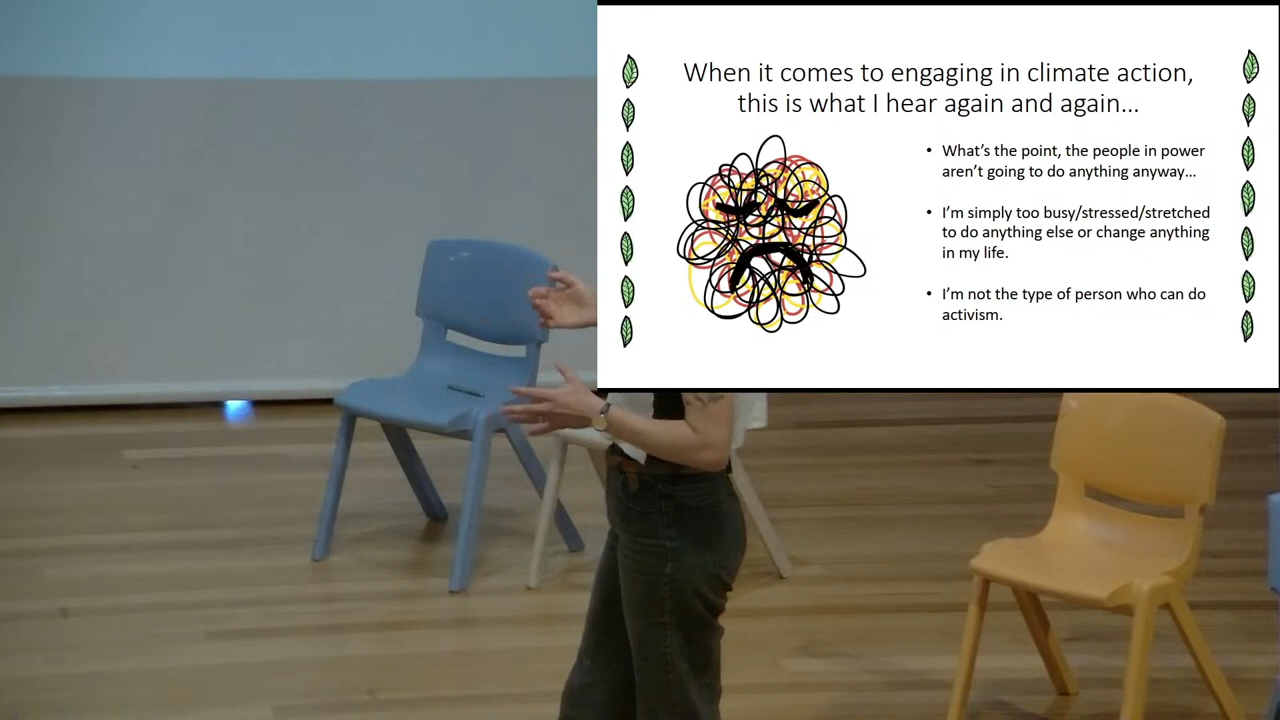 When it comes to engaging in climate action,
this is what I hear again and again…
• What’s the point, the people in power
aren’t going to do anything anyway…
• I’m simply too busy/stressed/stretched
to do anything else or change anything
in my life.
• I’m not the type of person who can do
activism.